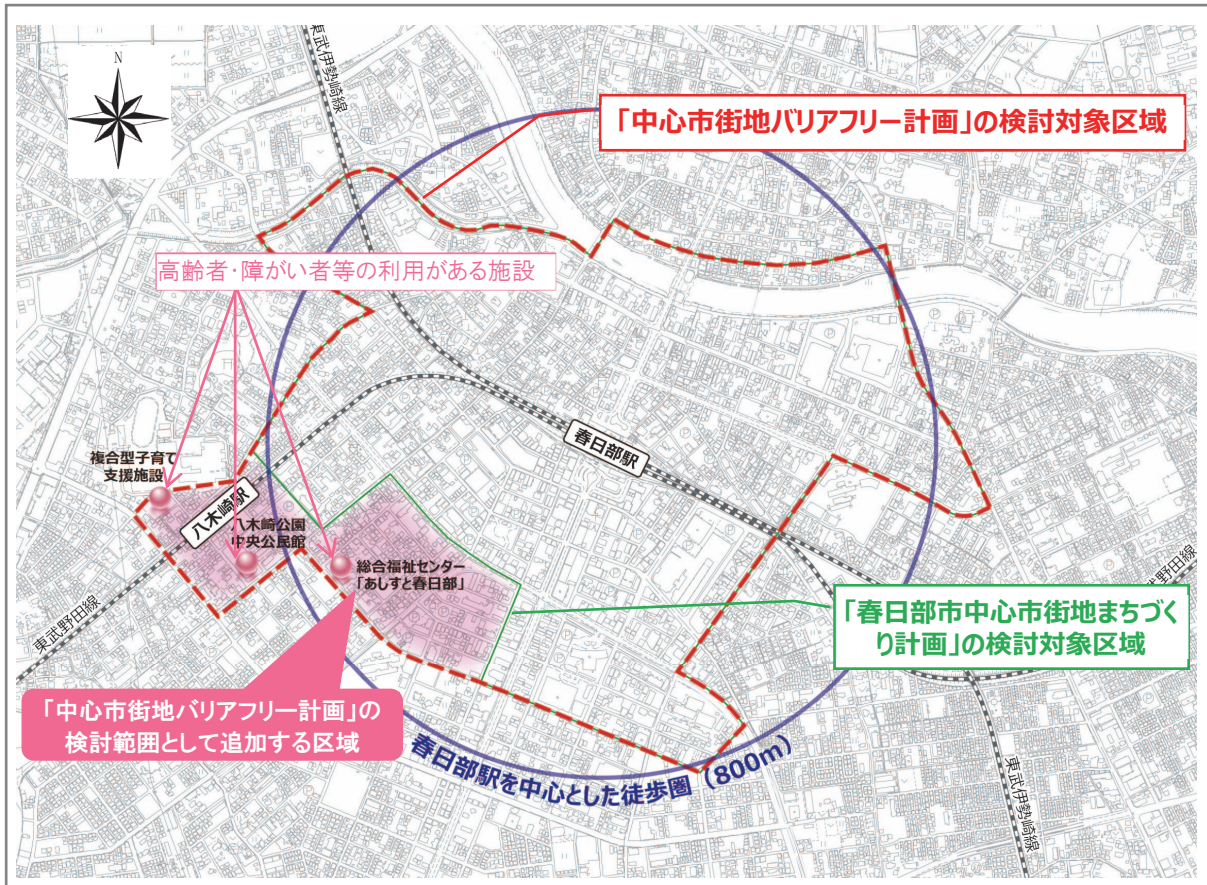 N
東武伊勢崎線
「中心市街地バリアフリー計画」の検討対象区域
高齢者・障がい者等の利用がある施設
複合型子育て
支援施設
八木崎駅
春日部駅
八木崎公園
中央公民館
総合福祉センター
「あしすと春日部」
東武野田線
東武野田線
「春日部市中心市街地まちづく
り計画」の検討対象区域
「中心市街地バリアフリー計画」の
検討範囲として追加する区域
春日部駅を中心とした徒歩圏（800m）
東武伊勢崎線